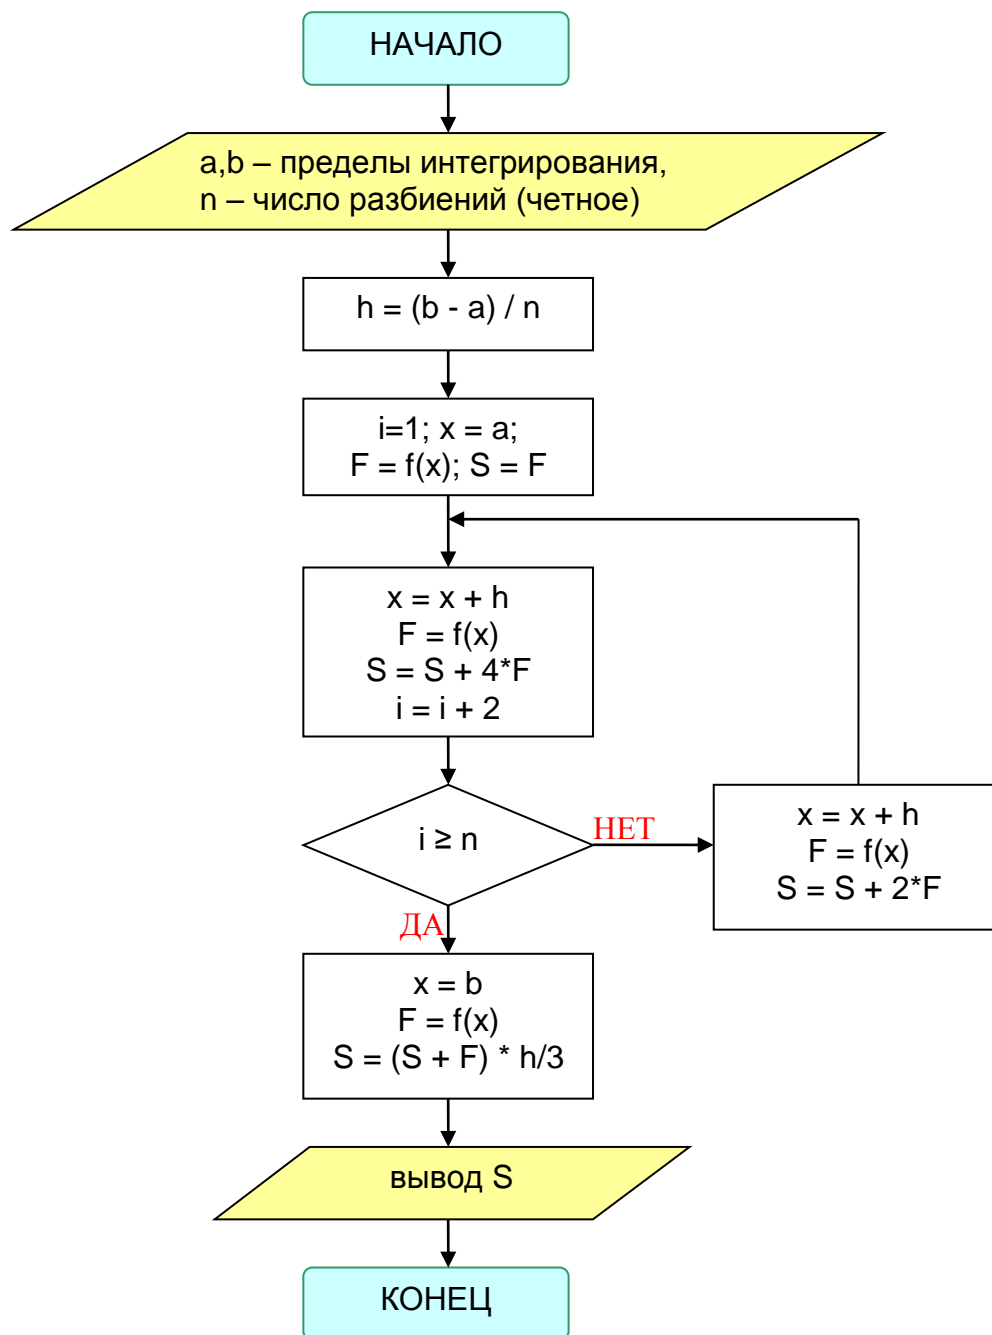 НАЧАЛО
a,b – пределы интегрирования,
n – число разбиений (четное)
h = (b - a) / n
i=1; x = a;
F = f(x); S = F
x = x + h
F = f(x)
S = S + 4*F
i = i + 2
i ≥ n
НЕТ
x = x + h
F = f(x)
S = S + 2*F
ДА
x = b
F = f(x)
S = (S + F) * h/3
вывод S
КОНЕЦ